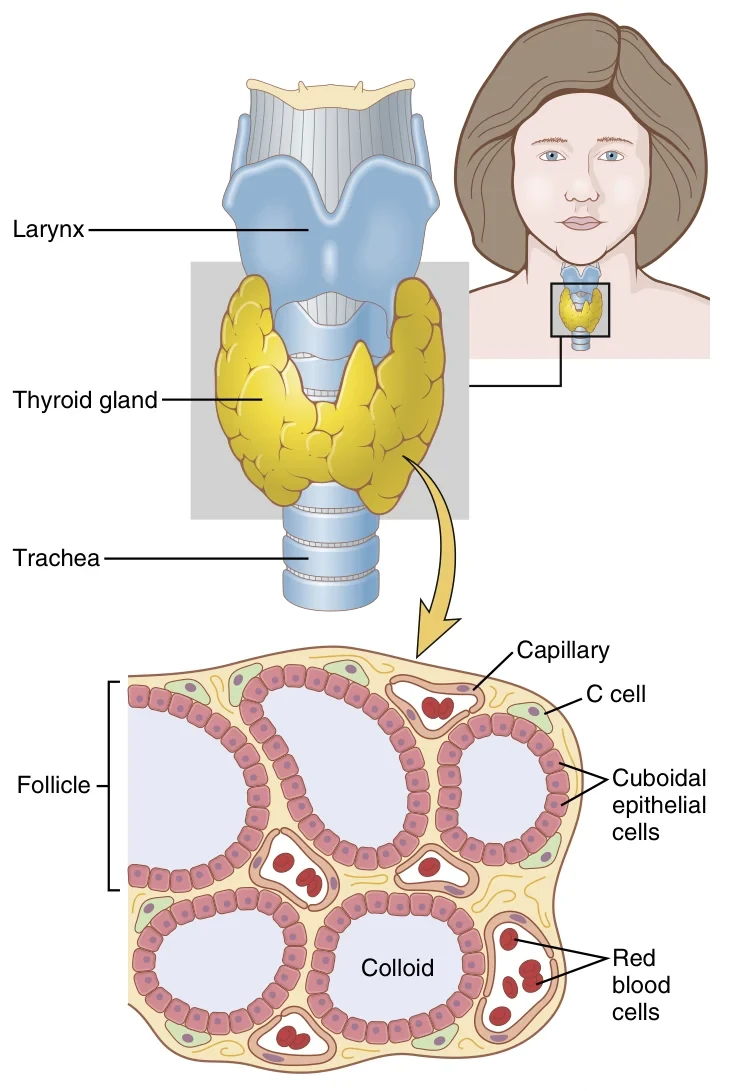 Larynx
Thyroid gland
Trachea
Capillary
C cell
Follicle
Cuboidal
epithelial
cells
Colloid
Red
blood
cells